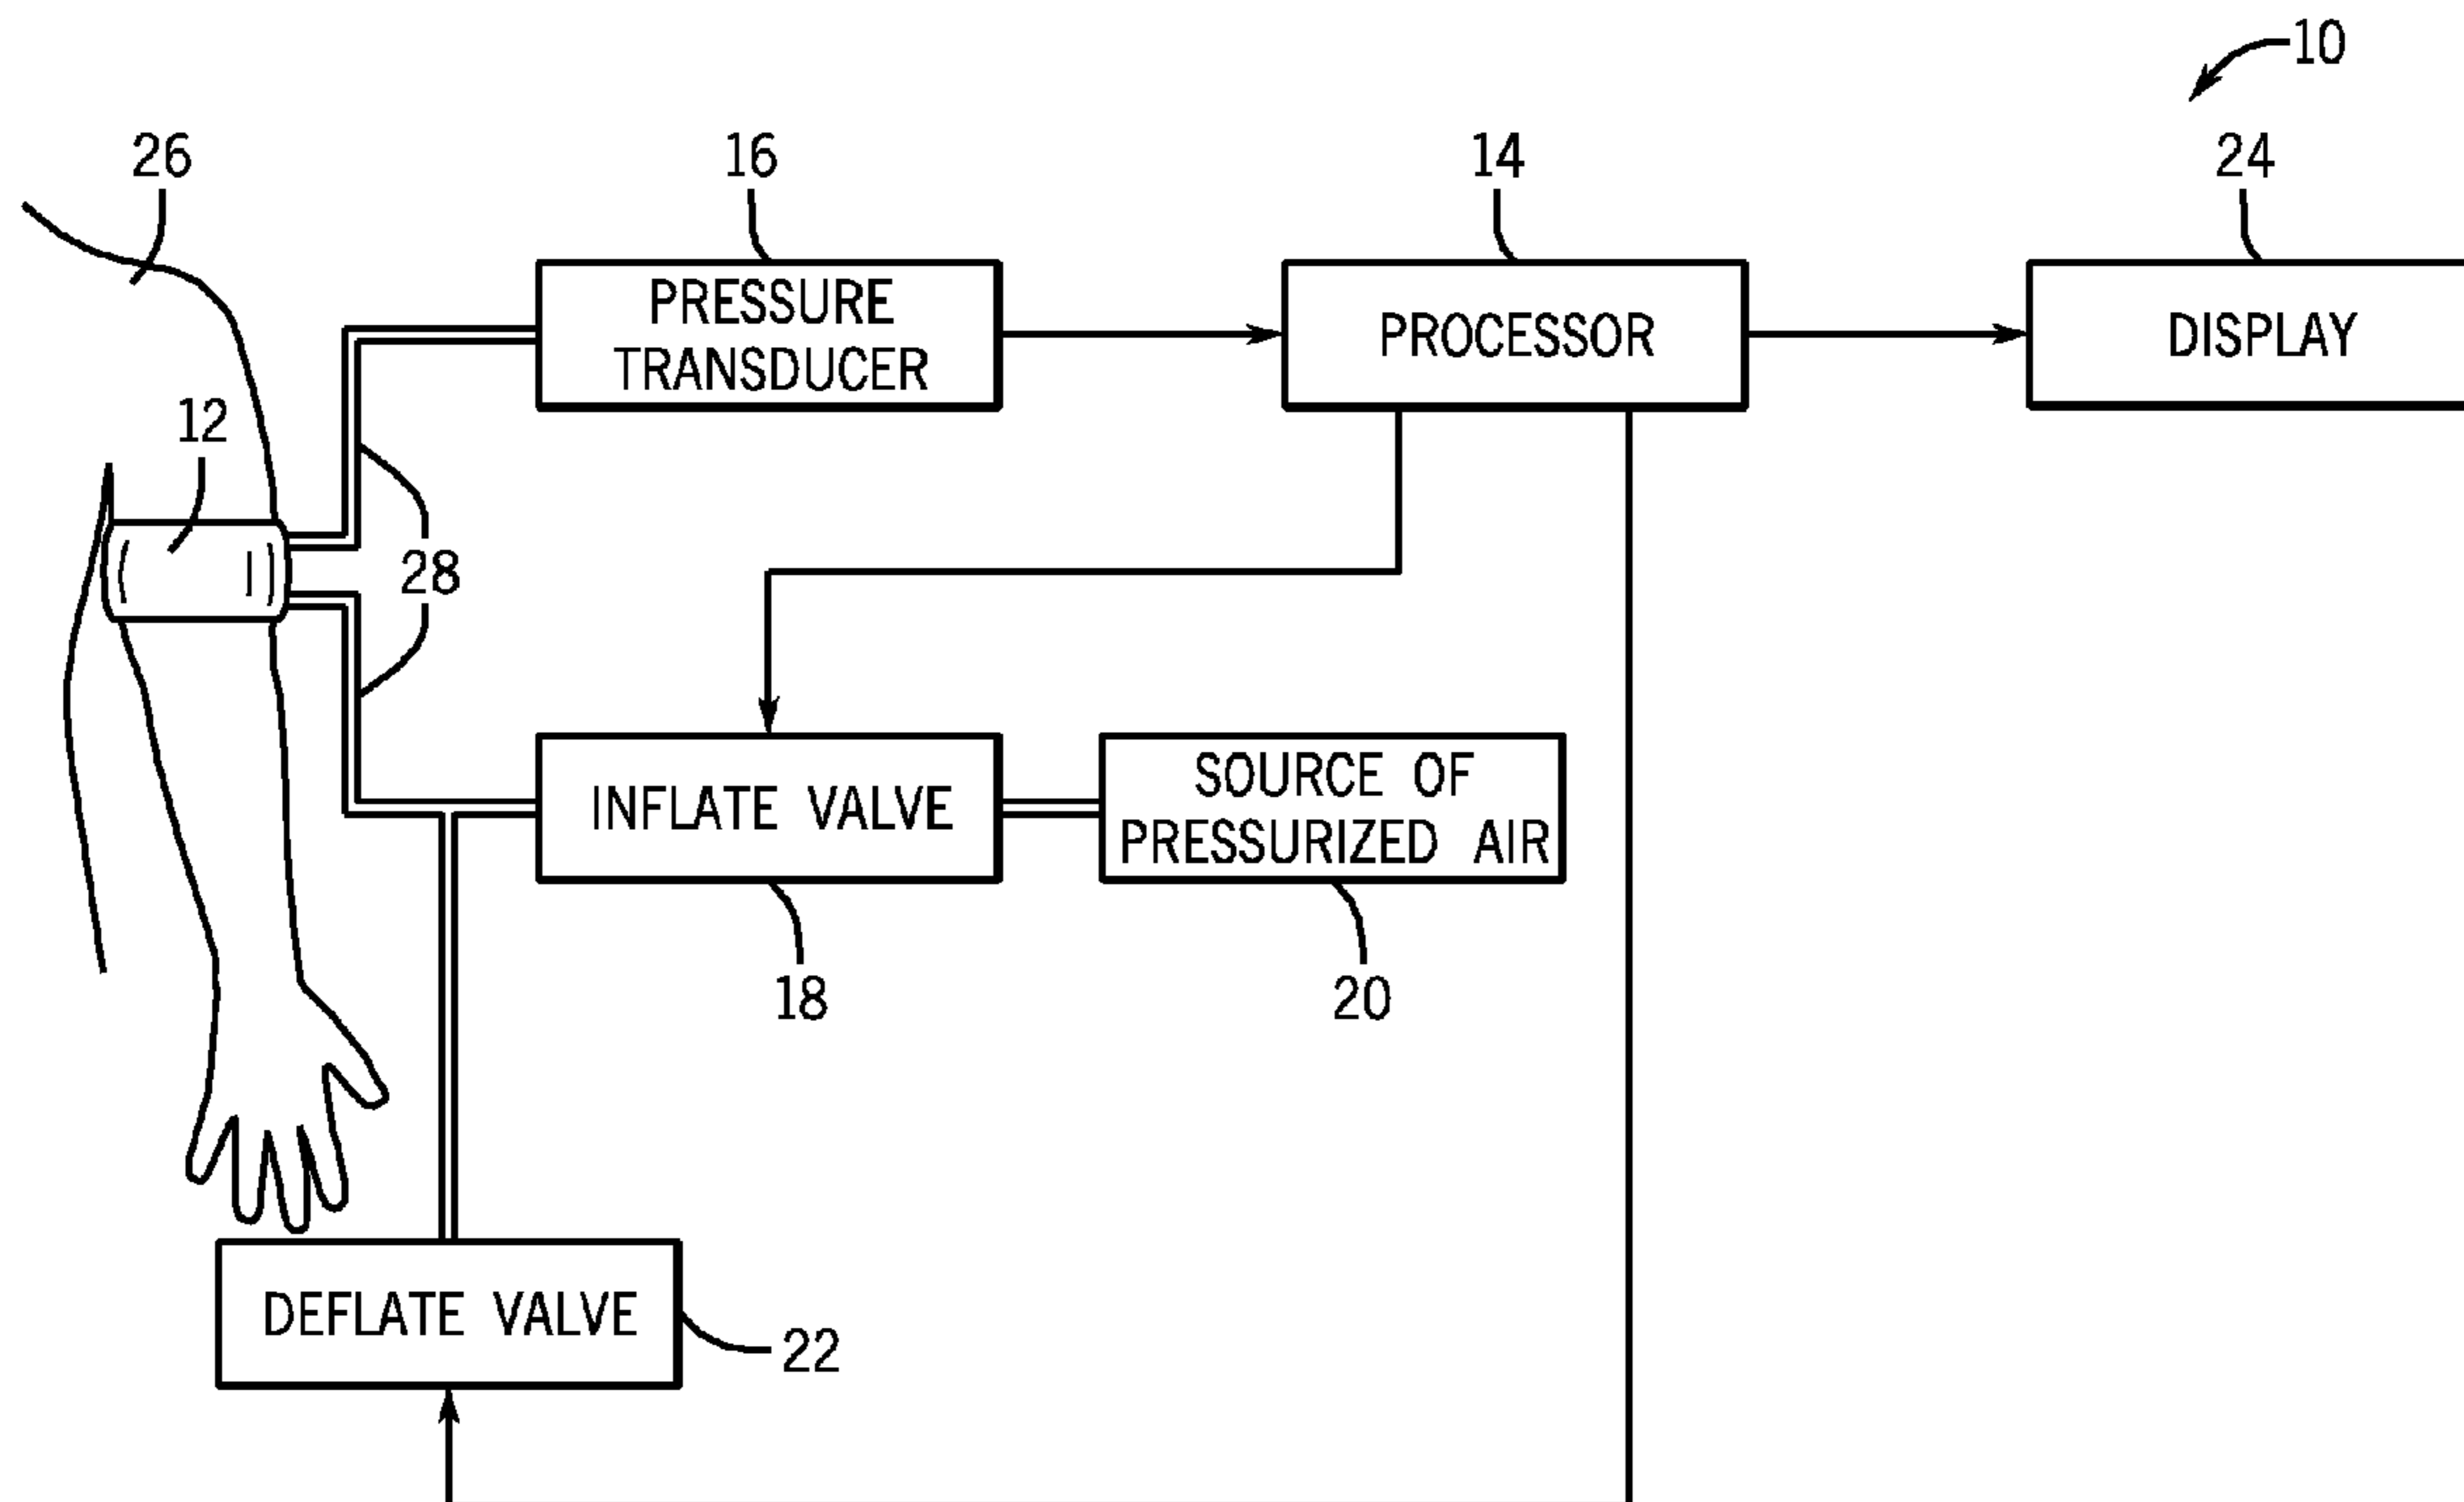 10
26
16
14
24
PRESSURE
TRANSDUCER
PROCESSOR
DISPLAY
12
28
INFLATE VALVE
SOURCE OF
PRESSURIZED AIR
18
20
DEFLATE VALVE
22